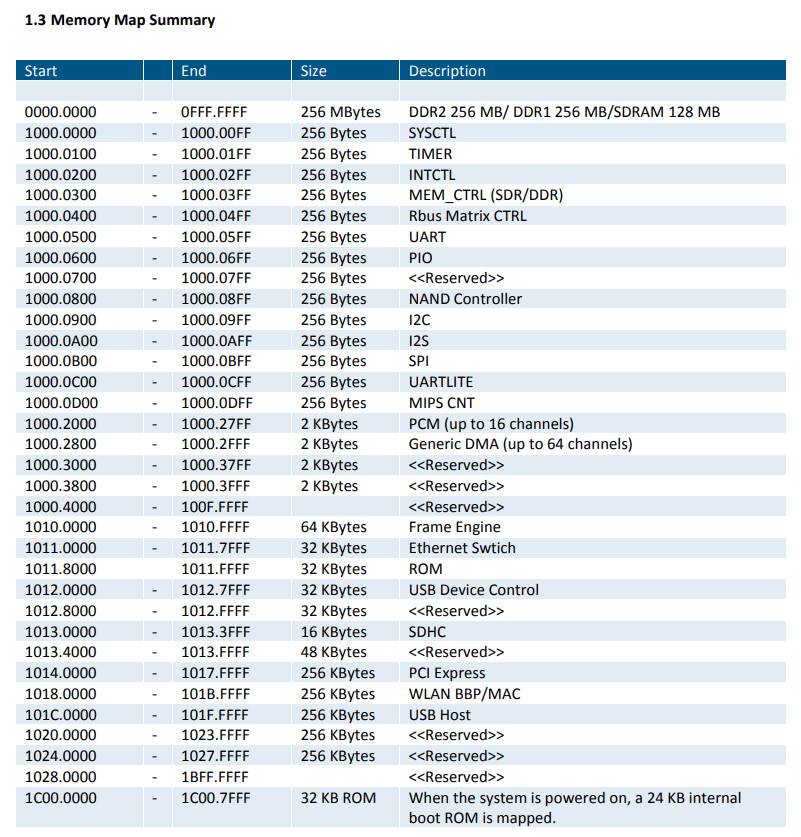 1.3 Memory Map Summary
Start End Size Description
0000.0000 - 0FFF.FFFF 256 MBytes DDR2 256 MB/ DDR1 256 MB/SDRAM 128 MB
1000.0000 - 1000.00FF 256 Bytes SYSCTL
1000.0100 - 1000.01FF 256 Bytes TIMER
1000.0200 - 1000.02FF 256 Bytes INTCTL
1000.0300 - 1000.03FF 256 Bytes MEM_CTRL (SDR/DDR)
1000.0400 - 1000.04FF 256 Bytes Rbus Matrix CTRL
1000.0500 - 1000.05FF 256 Bytes UART
1000.0600 - 1000.06FF 256 Bytes PIO
1000.0700 - 1000.07FF 256 Bytes <<Reserved>>
1000.0800 - 1000.08FF 256 Bytes NAND Controller
1000.0900 - 1000.09FF 256 Bytes I2C
1000.0A00 - 1000.0AFF 256 Bytes I2S
1000.0B00 - 1000.0BFF 256 Bytes SPI
1000.0C00 - 1000.0CFF 256 Bytes UARTLITE
1000.0D00 - 1000.0DFF 256 Bytes MIPS CNT
1000.2000 - 1000.27FF 2 KBytes PCM (up to 16 channels)
1000.2800 - 1000.2FFF 2 KBytes Generic DMA (up to 64 channels)
1000.3000 - 1000.37FF 2 KBytes <<Reserved>>
1000.3800 - 1000.3FFF 2 KBytes <<Reserved>>
1000.4000 - 100F.FFFF <<Reserved>>
1010.0000 - 1010.FFFF 64 KBytes Frame Engine
1011.0000 - 1011.7FFF 32 KBytes Ethernet Swtich
1011.8000 1011.FFFF 32 KBytes ROM
1012.0000 - 1012.7FFF 32 KBytes USB Device Control
1012.8000 - 1012.FFFF 32 KBytes <<Reserved>>
1013.0000 - 1013.3FFF 16 KBytes SDHC
1013.4000 - 1013.FFFF 48 KBytes <<Reserved>>
1014.0000 - 1017.FFFF 256 KBytes PCI Express
1018.0000 - 101B.FFFF 256 KBytes WLAN BBP/MAC
101C.0000 - 101F.FFFF 256 KBytes USB Host
1020.0000 - 1023.FFFF 256 KBytes <<Reserved>>
1024.0000 - 1027.FFFF 256 KBytes <<Reserved>>
1028.0000 - 1BFF.FFFF <<Reserved>>
1C00.0000 - 1C00.7FFF 32 KB ROM When the system is powered on, a 24 KB internal
boot ROM is mapped.